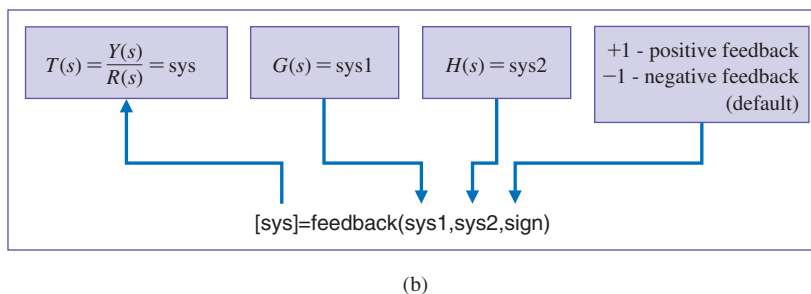 T(s) = Y(s)/R(s) = sys
G(s) = sys1
H(s) = sys2
+1 - positive feedback
−1 - negative feedback
(default)
[sys]=feedback(sys1,sys2,sign)
(b)